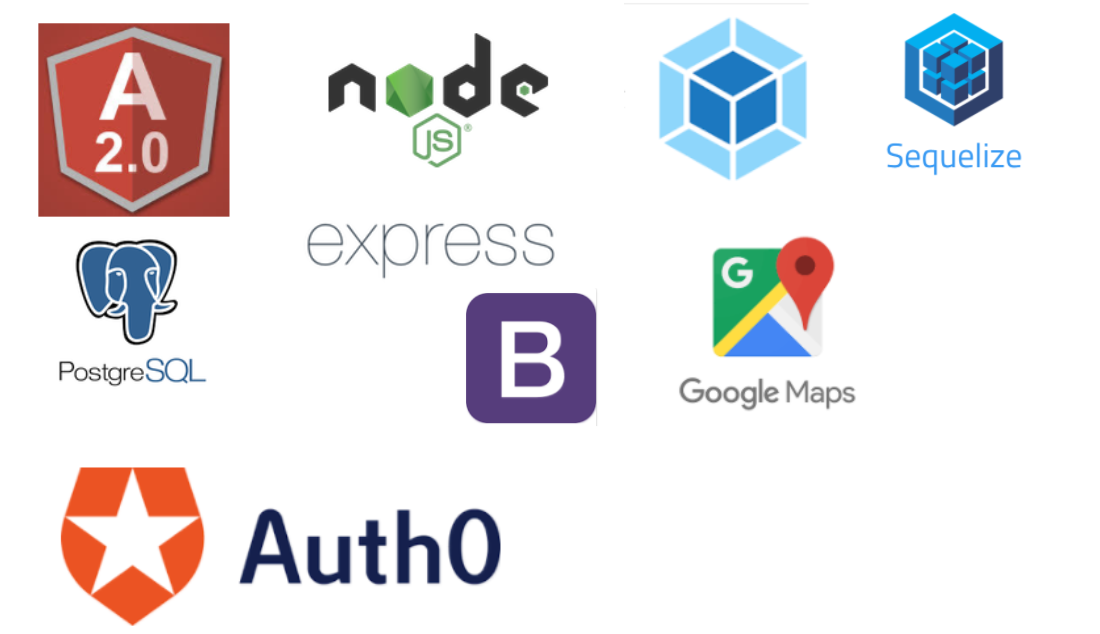 A
2.0
node
JS®
Sequelize
express
PostgreSQL
B
G
Google Maps
Auth0